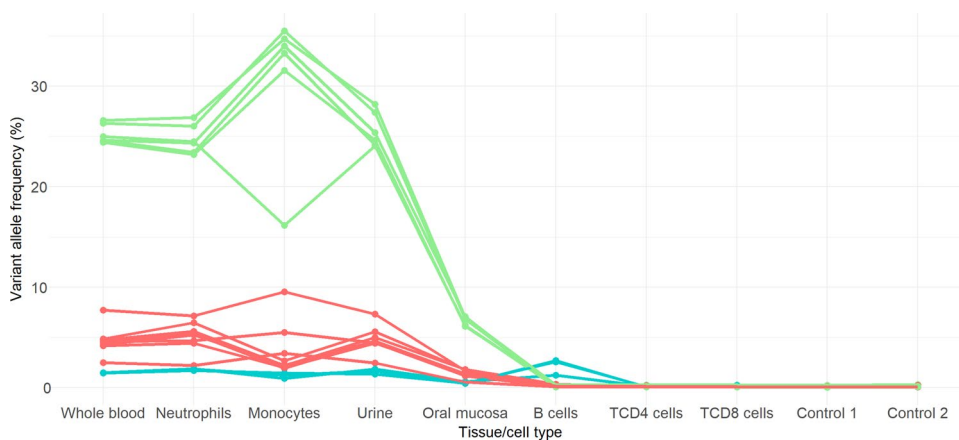 Variant allele frequency (%)
30
20
10
0
Whole blood Neutrophils Monocytes Urine Oral mucosa B cells TCD4 cells TCD8 cells Control 1 Control 2
Tissue/cell type